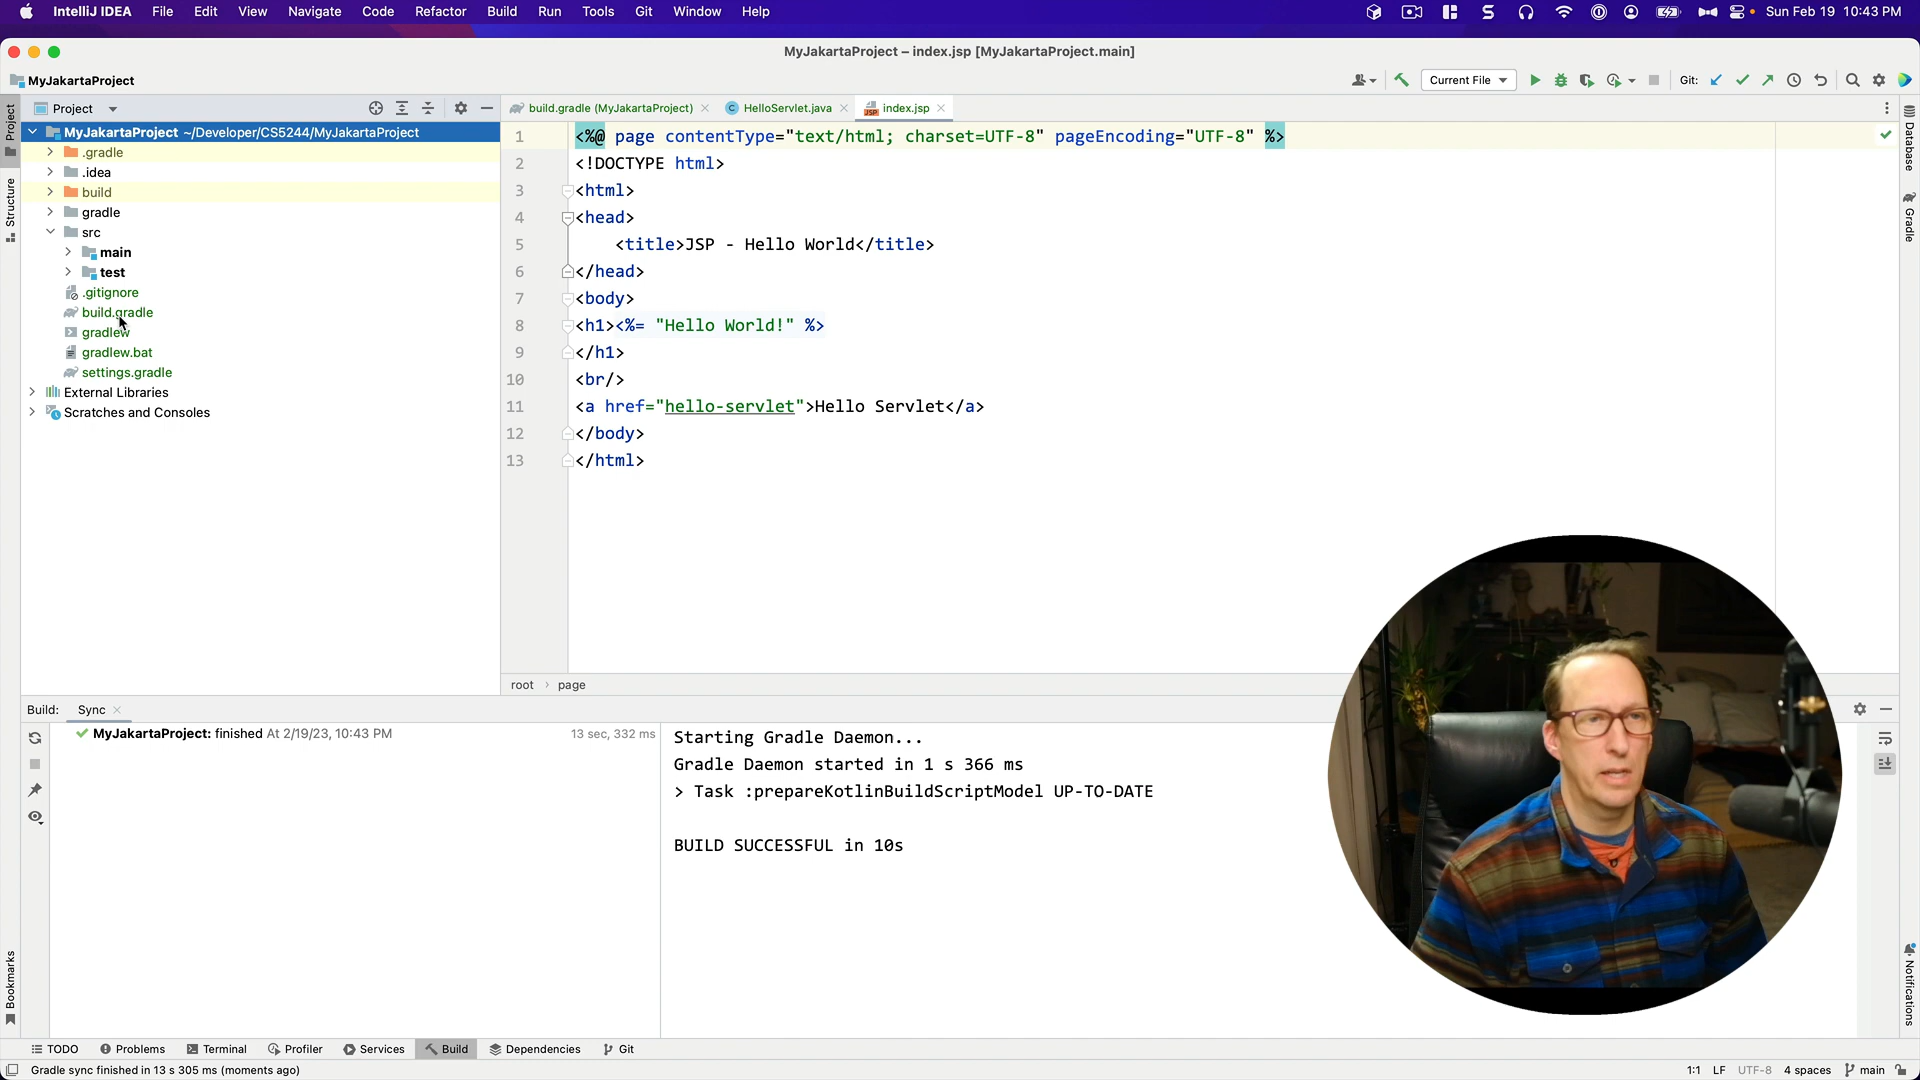 IntelliJ IDEA File Edit View Navigate Code Refactor Build Run Tools Git Window Help Sun Feb 19 10:43 PM
MyJakartaProject – index.jsp [MyJakartaProject.main]
MyJakartaProject Current File Git:
Project
build.gradle (MyJakartaProject) HelloServlet.java index.jsp
MyJakartaProject ~/Developer/CS5244/MyJakartaProject
.gradle
.idea
build
gradle
src
main
test
.gitignore
build.gradle
gradlew
gradlew.bat
settings.gradle
External Libraries
Scratches and Consoles
1 <%@ page contentType="text/html; charset=UTF-8" pageEncoding="UTF-8" %>
2 <!DOCTYPE html>
3 <html>
4 <head>
5 <title>JSP - Hello World</title>
6 </head>
7 <body>
8 <h1><%= "Hello World!" %>
9 </h1>
10 <br/>
11 <a href="hello-servlet">Hello Servlet</a>
12 </body>
13 </html>
root › page
Project
Structure
Bookmarks
Database
Gradle
Notifications
Build: Sync
MyJakartaProject: finished At 2/19/23, 10:43 PM 13 sec, 332 ms
Starting Gradle Daemon...
Gradle Daemon started in 1 s 366 ms
> Task :prepareKotlinBuildScriptModel UP-TO-DATE
BUILD SUCCESSFUL in 10s
TODO Problems Terminal Profiler Services Build Dependencies Git
Gradle sync finished in 13 s 305 ms (moments ago) 1:1 LF UTF-8 4 spaces main